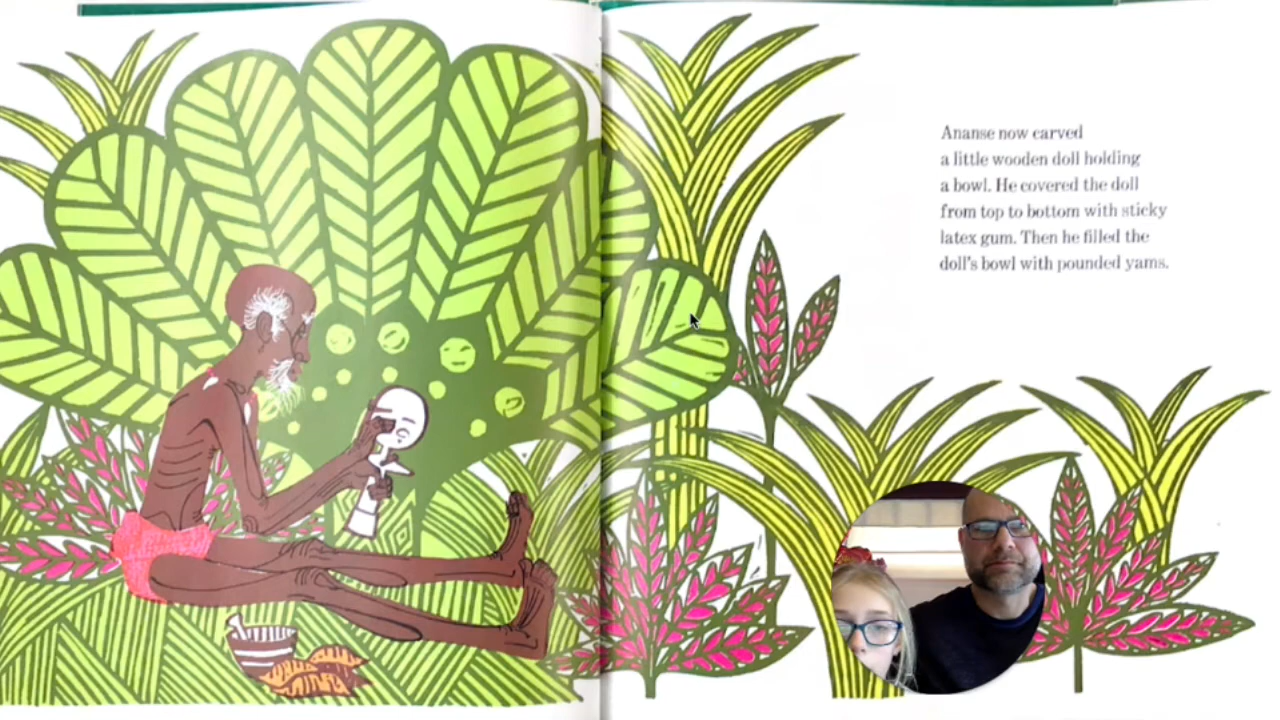 Ananse now carved
a little wooden doll holding
a bowl. He covered the doll
from top to bottom with sticky
latex gum. Then he filled the
doll's bowl with pounded yams.